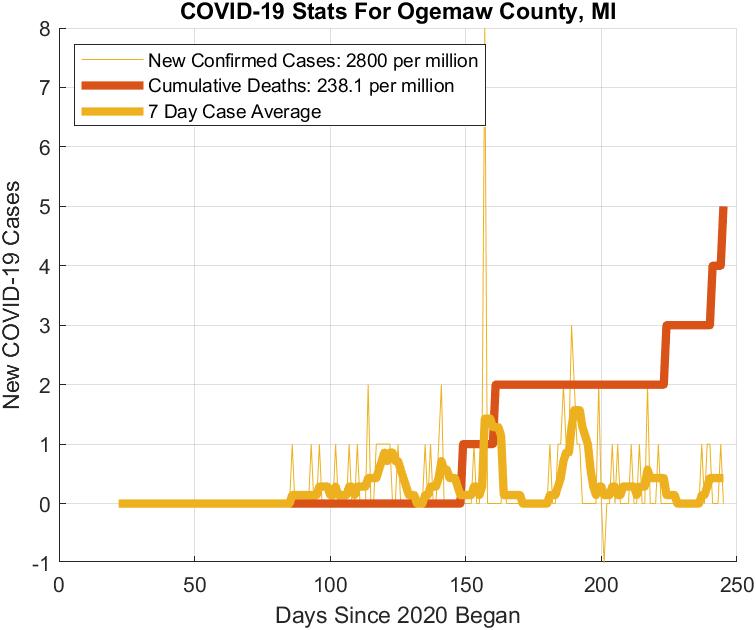 COVID-19 Stats For Ogemaw County, MI
8
New Confirmed Cases: 2800 per million
Cumulative Deaths: 238.1 per million
7 Day Case Average
7
6
5
4
3
2
1
0
-1
New COVID-19 Cases
0 50 100 150 200 250
Days Since 2020 Began